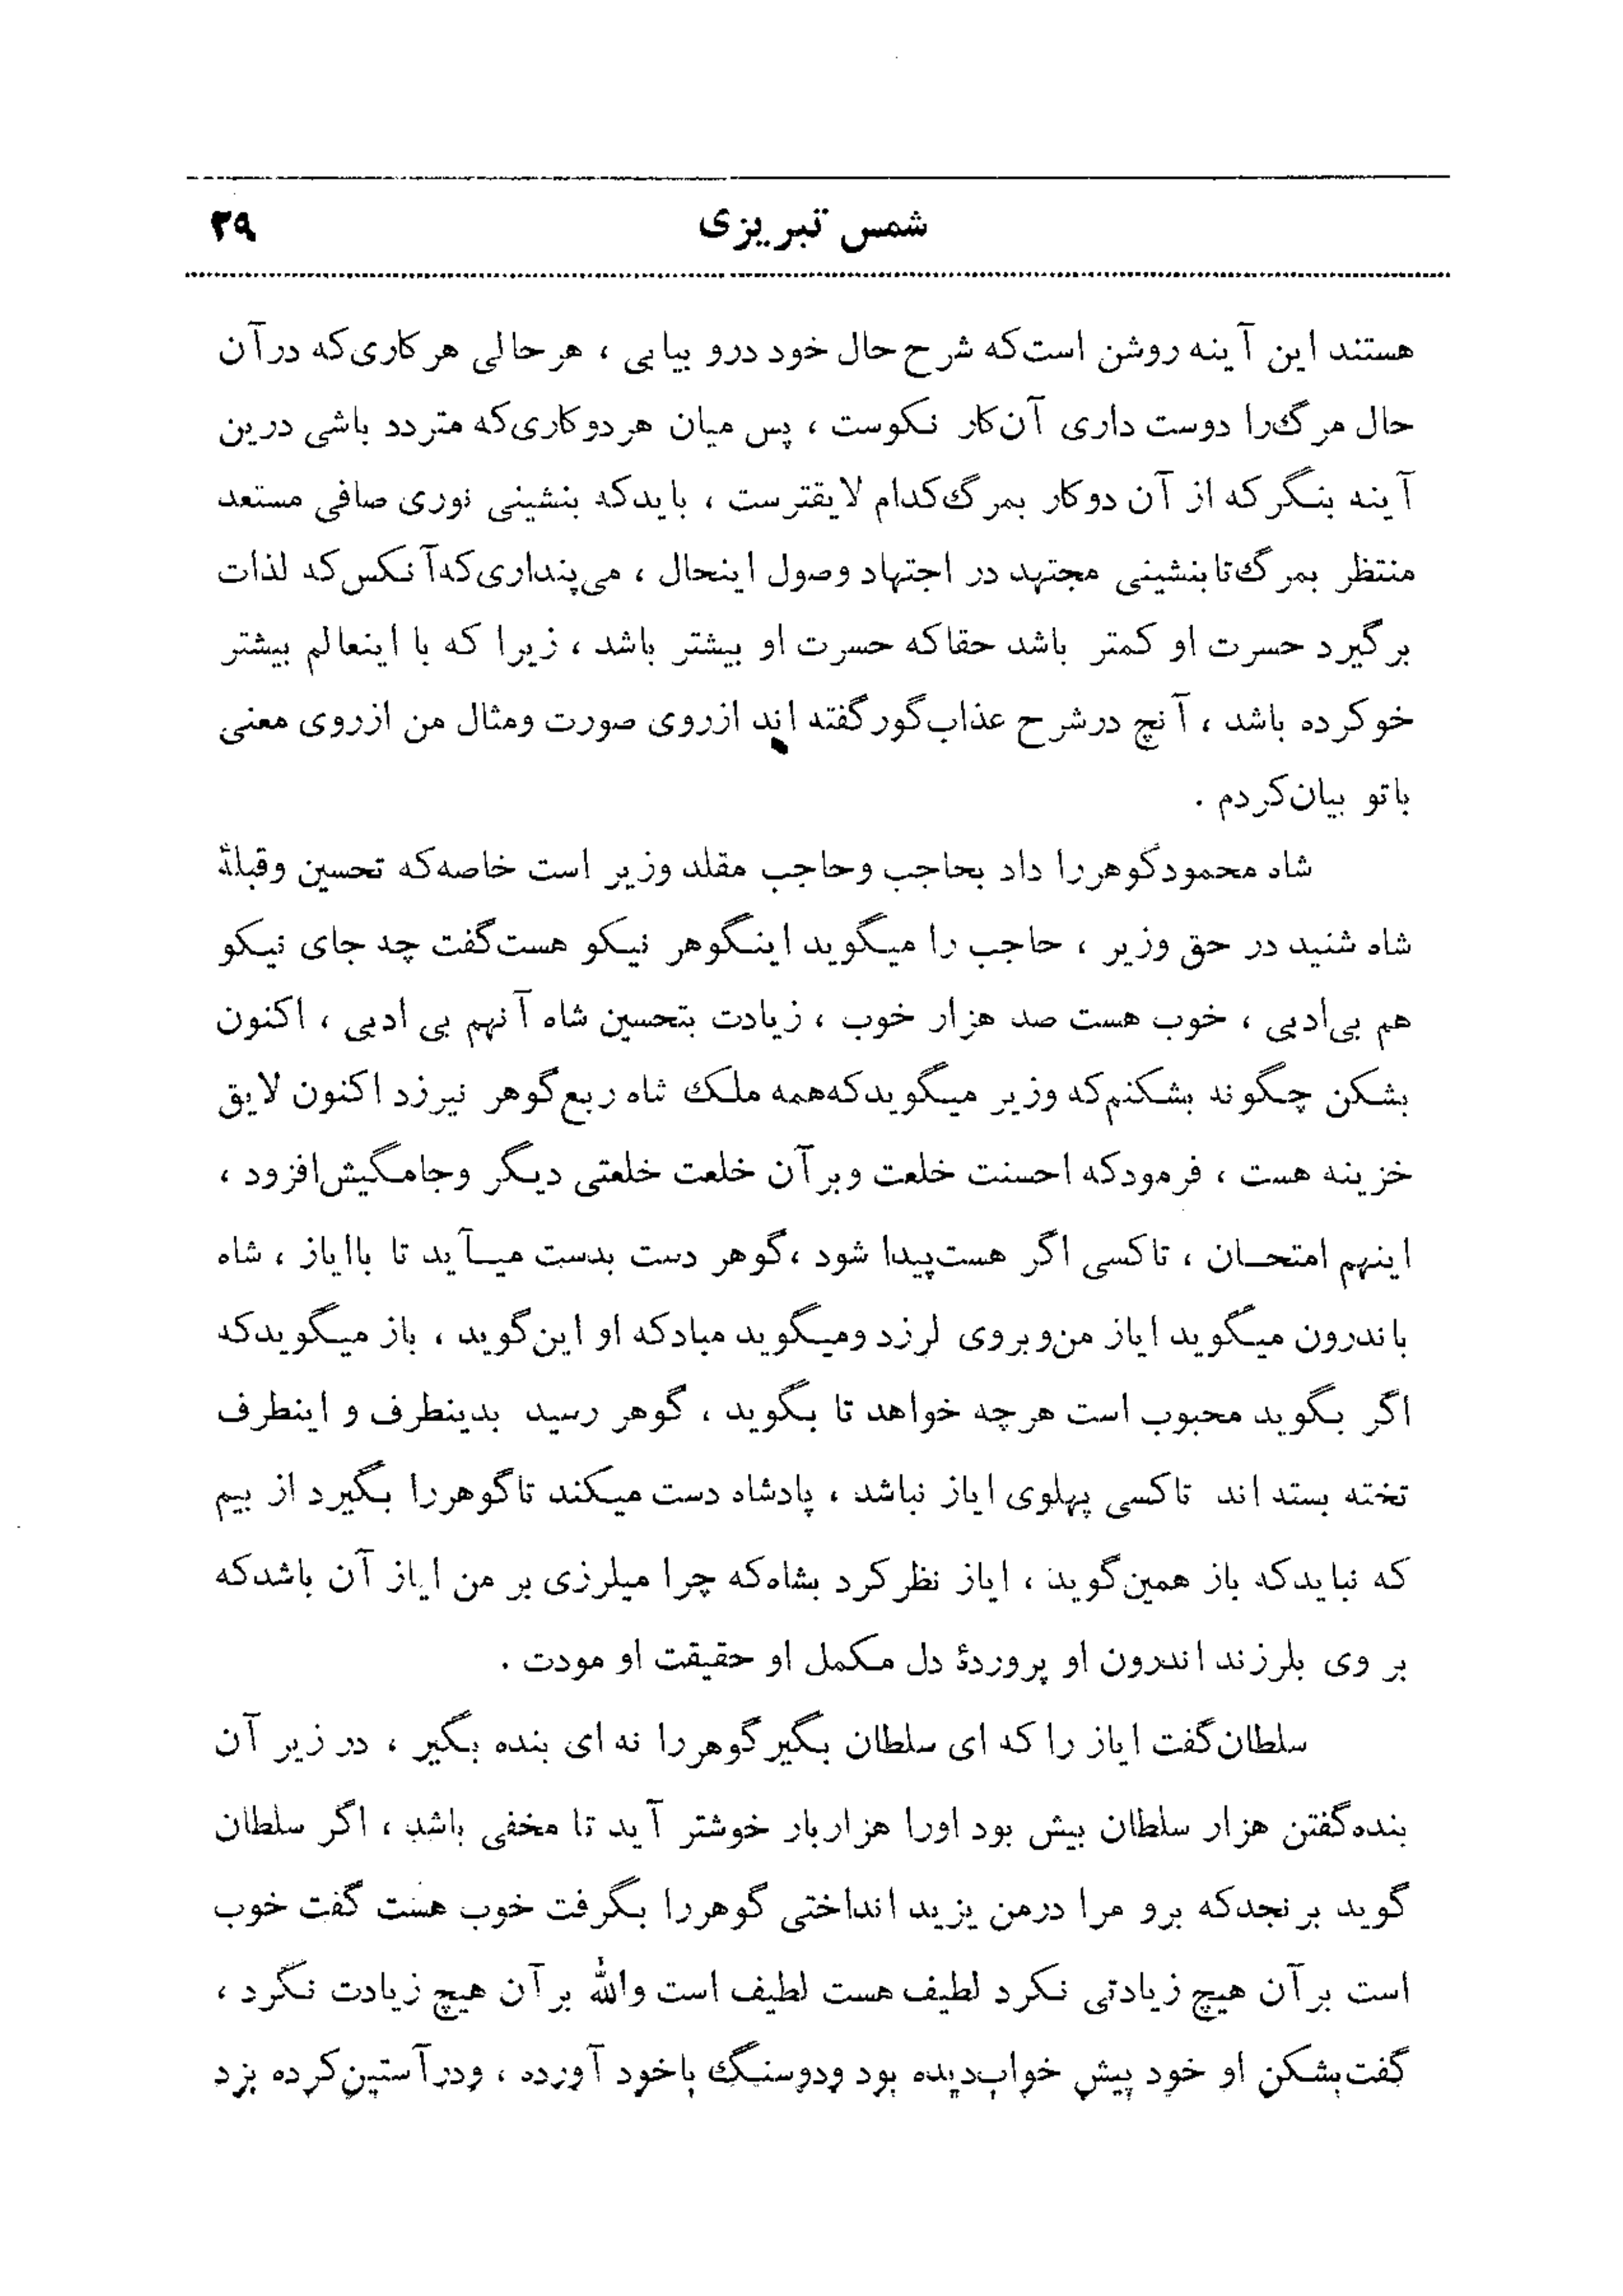 شمس تبریزی
۳۹
هستند این آینه روشن است‌که شرح حال خود درو بیابی ، هرحالی هرکاری‌که درآن
حال مرگ‌را دوست داری آن‌کار نکوست ، پس میان هردوکاری‌که متردد باشی درین
آینه بنگر که از آن دوکار بمرگ‌کدام لایقترست ، بایدکه بنشینی نوری صافی مستعد
منتظر بمرگ‌تابنشینی مجتهد در اجتهاد وصول اینحال ، می‌پنداری‌که‌آنکس‌که لذات
برگیرد حسرت او کمتر باشد حقاکه حسرت او بیشتر باشد ، زیرا که با اینعالم بیشتر
خوکرده باشد ، آنچ درشرح عذاب‌گورگفته اند ازروی صورت ومثال من ازروی معنی
باتو بیان‌کردم .
شاه محمودگوهررا داد بحاجب وحاجب مقلد وزیر است خاصه‌که تحسین وقبلهٔ
شاه شنید در حق وزیر ، حاجب را میگوید اینگوهر نیکو هست‌گفت چه جای نیکو
هم بی‌ادبی ، خوب هست صد هزار خوب ، زیادت بتحسین شاه آنهم بی ادبی ، اکنون
بشکن چگونه بشکنم‌که وزیر میگویدکه‌همه ملک شاه ربع‌گوهر نیرزد اکنون لایق
خزینه هست ، فرمودکه احسنت خلعت وبرآن خلعت خلعتی دیگر وجامگیش‌افزود ،
اینهم امتحان ، تاکسی اگر هست‌پیدا شود ،گوهر دست بدست میآید تا باایاز ، شاه
باندرون میگوید ایاز من‌وبروی لرزد ومیگوید مبادکه او این‌گوید ، باز میگویدکه
اگر بگوید محبوب است هرچه خواهد تا بگوید ، گوهر رسید بدینطرف و اینطرف
تخته بسته اند تاکسی پهلوی ایاز نباشد ، پادشاه دست میکند تاگوهررا بگیرد از بیم
که نبایدکه باز همین‌گوید ، ایاز نظرکرد بشاه‌که چرا میلرزی بر من ایاز آن باشدکه
بر وی بلرزند اندرون او پروردهٔ دل مکمل او حقیقت او مودت .
سلطان‌گفت ایاز را که ای سلطان بگیرگوهررا نه ای بنده بگیر ، در زیر آن
بنده‌گفتن هزار سلطان بیش بود اورا هزاربار خوشتر آید تا مخفی باشد ، اگر سلطان
گوید برنجدکه برو مرا درمن یزید انداختی گوهررا بگرفت خوب هست گفت خوب
است برآن هیچ زیادتی نکرد لطیف هست لطیف است والله برآن هیچ زیادت نکرد ،
گفت‌بشکن او خود پیش خواب‌دیده بود ودوسنگ باخود آورده ، ودرآستین‌کرده بزد